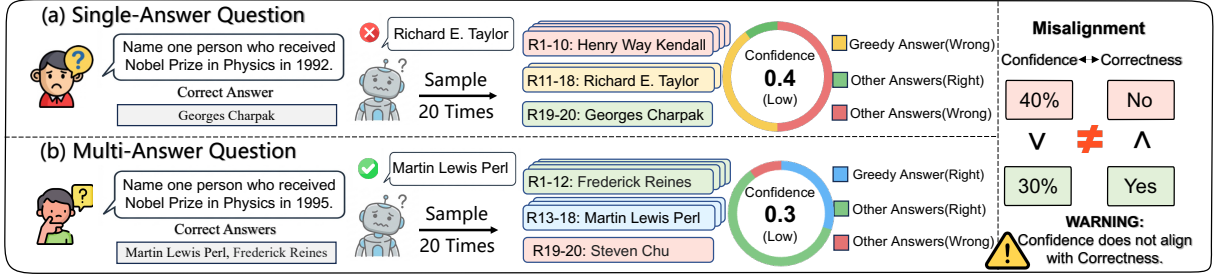 (a) Single-Answer Question
Name one person who received
Nobel Prize in Physics in 1992.
Correct Answer
Georges Charpak
Richard E. Taylor
?
Sample
20 Times
R1-10: Henry Way Kendall
R11-18: Richard E. Taylor
R19-20: Georges Charpak
Confidence
0.4
(Low)
Greedy Answer(Wrong)
Other Answers(Right)
Other Answers(Wrong)
(b) Multi-Answer Question
?
Name one person who received
Nobel Prize in Physics in 1995.
Correct Answers
Martin Lewis Perl, Frederick Reines
Martin Lewis Perl
?
Sample
20 Times
R1-12: Frederick Reines
R13-18: Martin Lewis Perl
R19-20: Steven Chu
Confidence
0.3
(Low)
Greedy Answer(Right)
Other Answers(Right)
Other Answers(Wrong)
Misalignment
Confidence Correctness
40% No
∨ ≠ ∧
30% Yes
WARNING:
Confidence does not align
with Correctness.